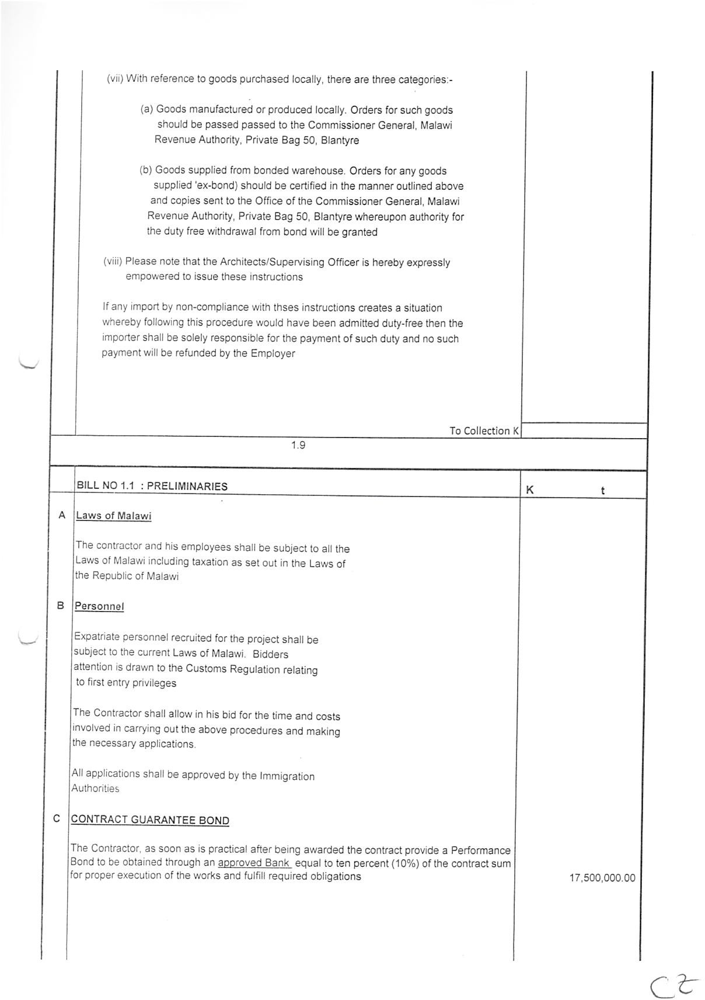 (vii) With reference to goods purchased locally, there are three categories:-
(a) Goods manufactured or produced locally. Orders for such goods
should be passed passed to the Commissioner General, Malawi
Revenue Authority, Private Bag 50, Blantyre
(b) Goods supplied from bonded warehouse. Orders for any goods
supplied 'ex-bond) should be certified in the manner outlined above
and copies sent to the Office of the Commissioner General, Malawi
Revenue Authority, Private Bag 50, Blantyre whereupon authority for
the duty free withdrawal from bond will be granted
(viii) Please note that the Architects/Supervising Officer is hereby expressly
empowered to issue these instructions
If any import by non-compliance with thses instructions creates a situation
whereby following this procedure would have been admitted duty-free then the
importer shall be solely responsible for the payment of such duty and no such
payment will be refunded by the Employer
To Collection K
1.9
BILL NO 1.1 : PRELIMINARIES K t
A Laws of Malawi
The contractor and his employees shall be subject to all the
Laws of Malawi including taxation as set out in the Laws of
the Republic of Malawi
B Personnel
Expatriate personnel recruited for the project shall be
subject to the current Laws of Malawi. Bidders
attention is drawn to the Customs Regulation relating
to first entry privileges
The Contractor shall allow in his bid for the time and costs
involved in carrying out the above procedures and making
the necessary applications.
All applications shall be approved by the Immigration
Authorities
C CONTRACT GUARANTEE BOND
The Contractor, as soon as is practical after being awarded the contract provide a Performance
Bond to be obtained through an approved Bank equal to ten percent (10%) of the contract sum
for proper execution of the works and fulfill required obligations 17,500,000.00